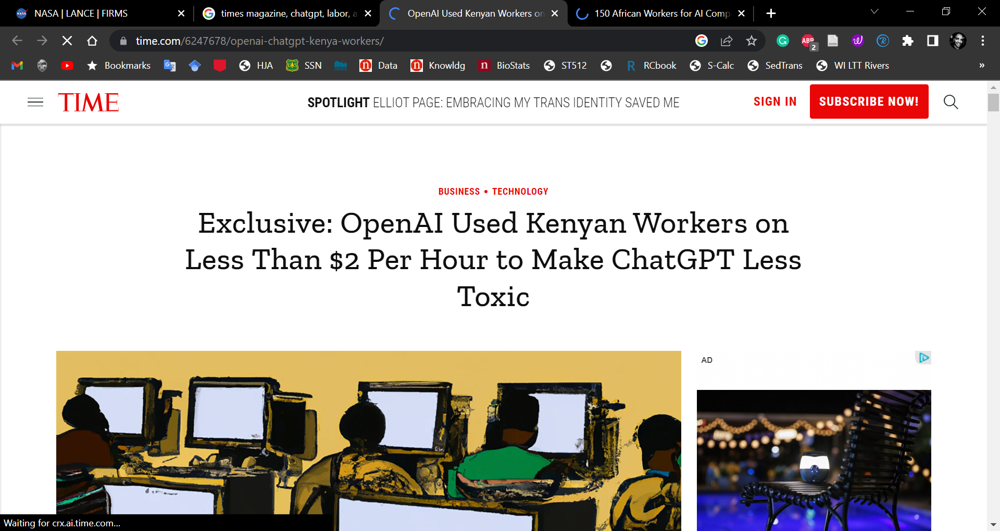 NASA | LANCE | FIRMS
times magazine, chatgpt, labor, a
OpenAI Used Kenyan Workers on
150 African Workers for AI Comp
time.com/6247678/openai-chatgpt-kenya-workers/
ABP
2
Bookmarks
HJA
SSN
Data
Knowldg
BioStats
ST512
RCbook
S-Calc
SedTrans
WI LTT Rivers
TIME
SPOTLIGHT ELLIOT PAGE: EMBRACING MY TRANS IDENTITY SAVED ME
SIGN IN
SUBSCRIBE NOW!
BUSINESS • TECHNOLOGY
Exclusive: OpenAI Used Kenyan Workers on
Less Than $2 Per Hour to Make ChatGPT Less
Toxic
AD
Waiting for crx.ai.time.com...